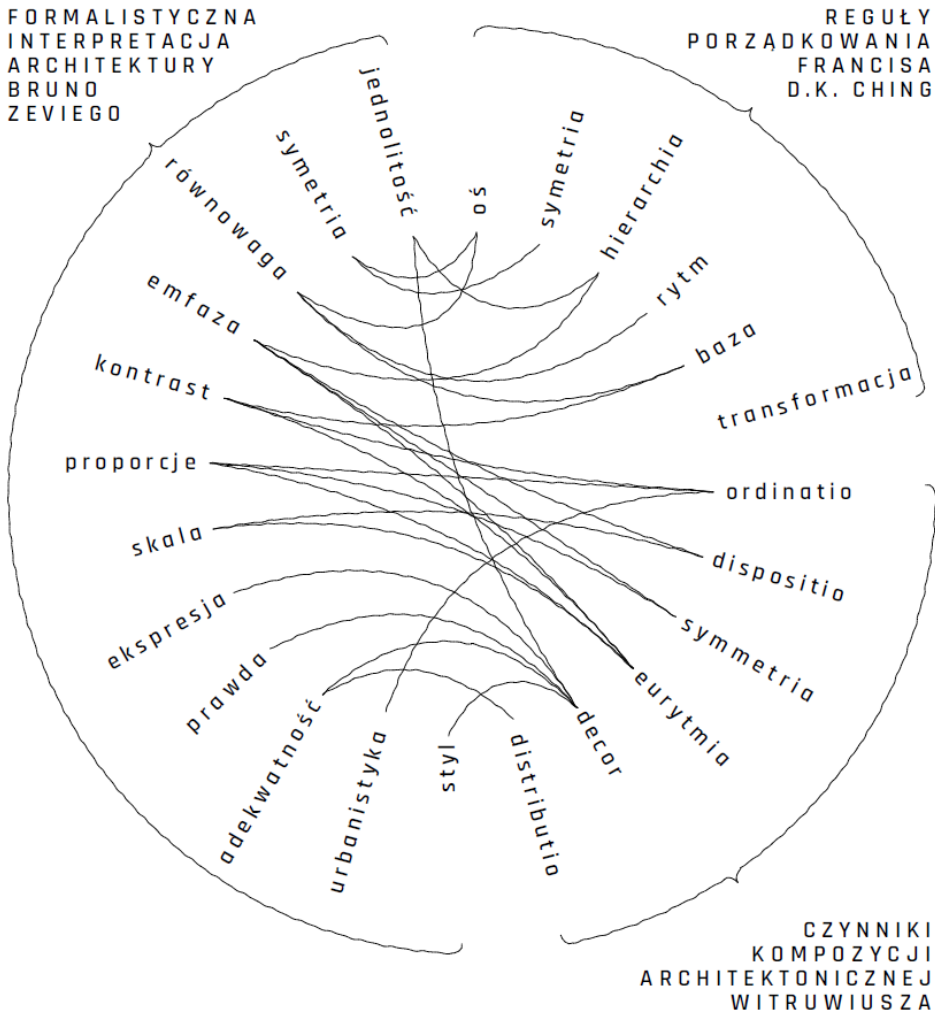 FORMALISTYCZNA
INTERPRETACJA
ARCHITEKTURY
BRUNO
ZEVIEGO
REGUŁY
PORZĄDKOWANIA
FRANCISA
D.K. CHING
jednolitość
symetria
równowaga
emfaza
kontrast
proporcje
skala
ekspresja
prawda
adekwatność
urbanistyka
styl
oś
symetria
hierarchia
rytm
baza
transformacja
ordinatio
dispositio
symmetria
eurytmia
decor
distributio
CZYNNIKI
KOMPOZYCJI
ARCHITEKTONICZNEJ
WITRUWIUSZA